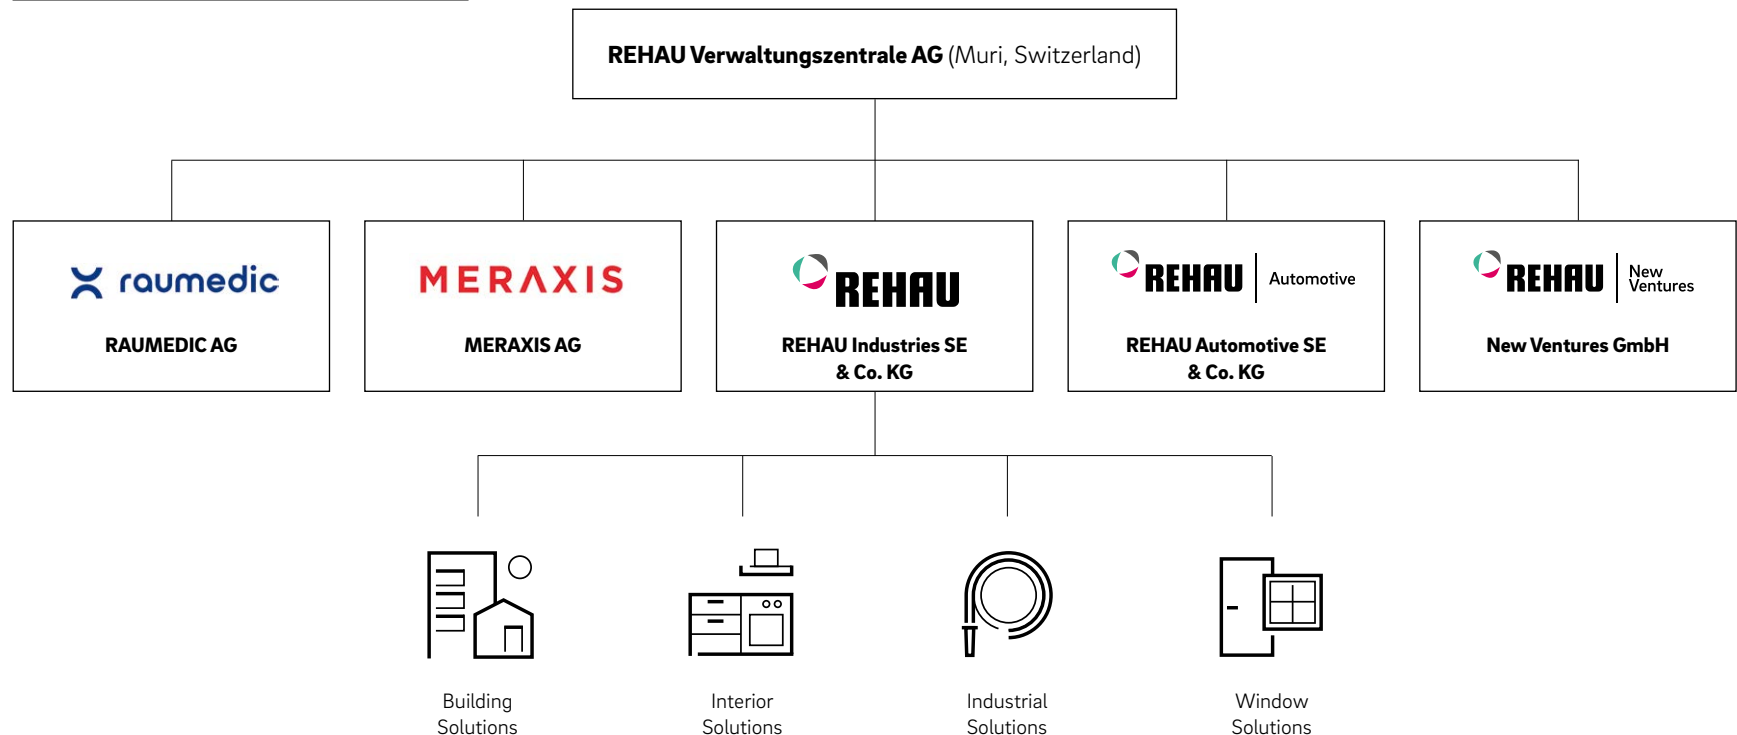 REHAU Verwaltungszentrale AG (Muri, Switzerland)
raumedic
RAUMEDIC AG
MERAXIS
MERAXIS AG
REHAU
REHAU Industries SE
& Co. KG
REHAU Automotive
REHAU Automotive SE
& Co. KG
REHAU New
Ventures
New Ventures GmbH
Building
Solutions
Interior
Solutions
Industrial
Solutions
Window
Solutions